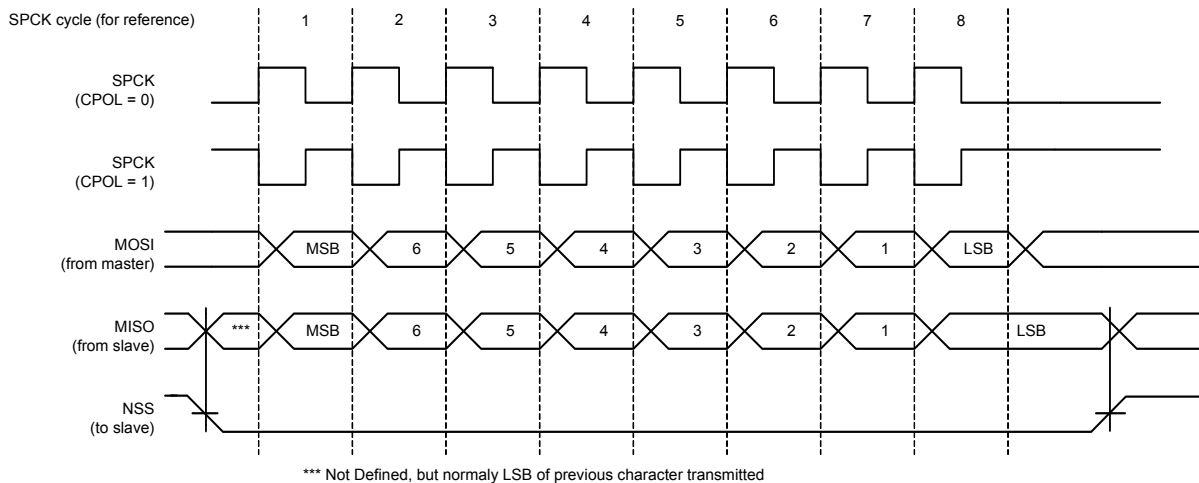 SPCK cycle (for reference) 1 2 3 4 5 6 7 8
SPCK
(CPOL = 0)
SPCK
(CPOL = 1)
MOSI
(from master)
MSB 6 5 4 3 2 1 LSB
MISO
(from slave)
*** MSB 6 5 4 3 2 1 LSB
NSS
(to slave)
*** Not Defined, but normaly LSB of previous character transmitted